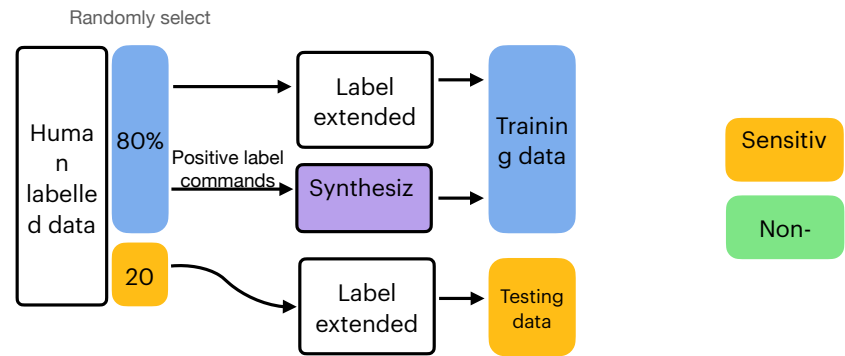 Randomly select
Huma
n
labelle
d data
80%
20
Positive label
commands
Label
extended
Synthesiz
Label
extended
Trainin
g data
Testing
data
Sensitiv
Non-